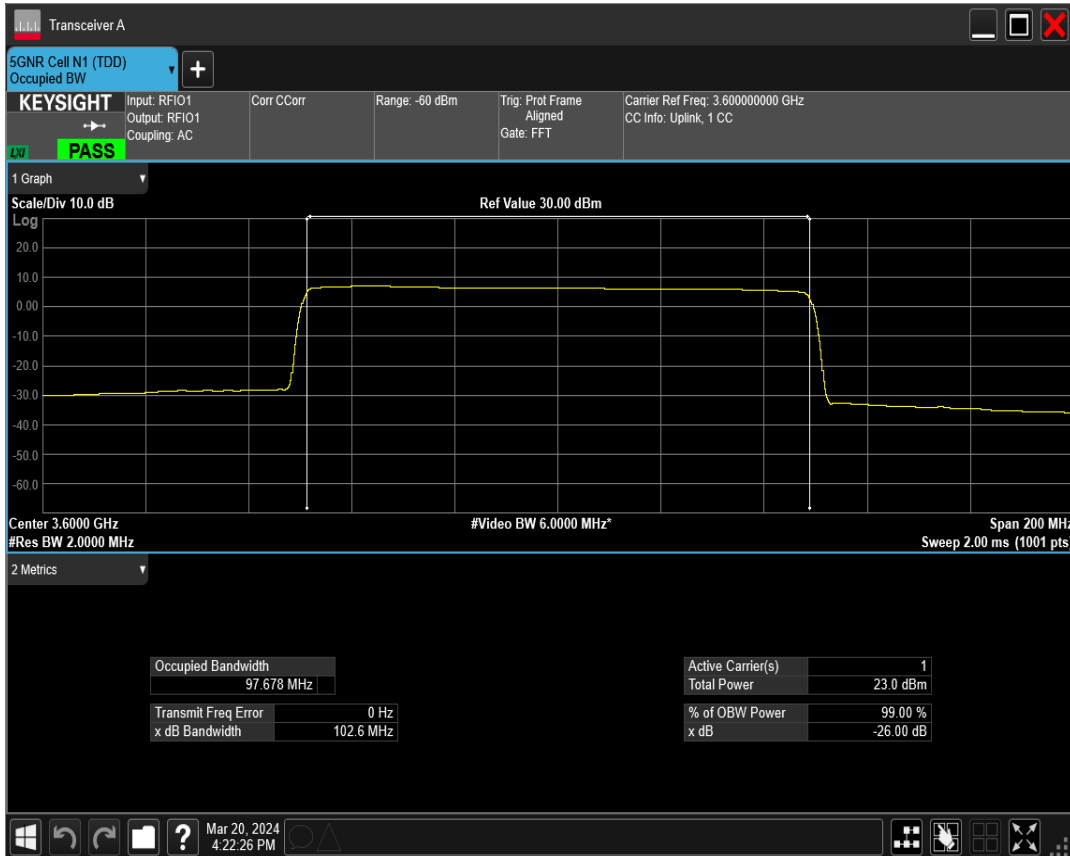 Transceiver A
5GNR Cell N1 (TDD)
Occupied BW
+
KEYSIGHT
LXI
PASS
Input: RFIO1
Output: RFIO1
Coupling: AC
Corr CCorr
Range: -60 dBm
Trig: Prot Frame
Aligned
Gate: FFT
Carrier Ref Freq: 3.600000000 GHz
CC Info: Uplink, 1 CC
1 Graph
Scale/Div 10.0 dB
Ref Value 30.00 dBm
Log
20.0
10.0
0.00
-10.0
-20.0
-30.0
-40.0
-50.0
-60.0
Center 3.6000 GHz
#Video BW 6.0000 MHz*
Span 200 MHz
#Res BW 2.0000 MHz
Sweep 2.00 ms (1001 pts)
2 Metrics
Occupied Bandwidth
97.678 MHz
Transmit Freq Error 0 Hz
x dB Bandwidth 102.6 MHz
Active Carrier(s) 1
Total Power 23.0 dBm
% of OBW Power 99.00 %
x dB -26.00 dB
?
Mar 20, 2024
4:22:26 PM